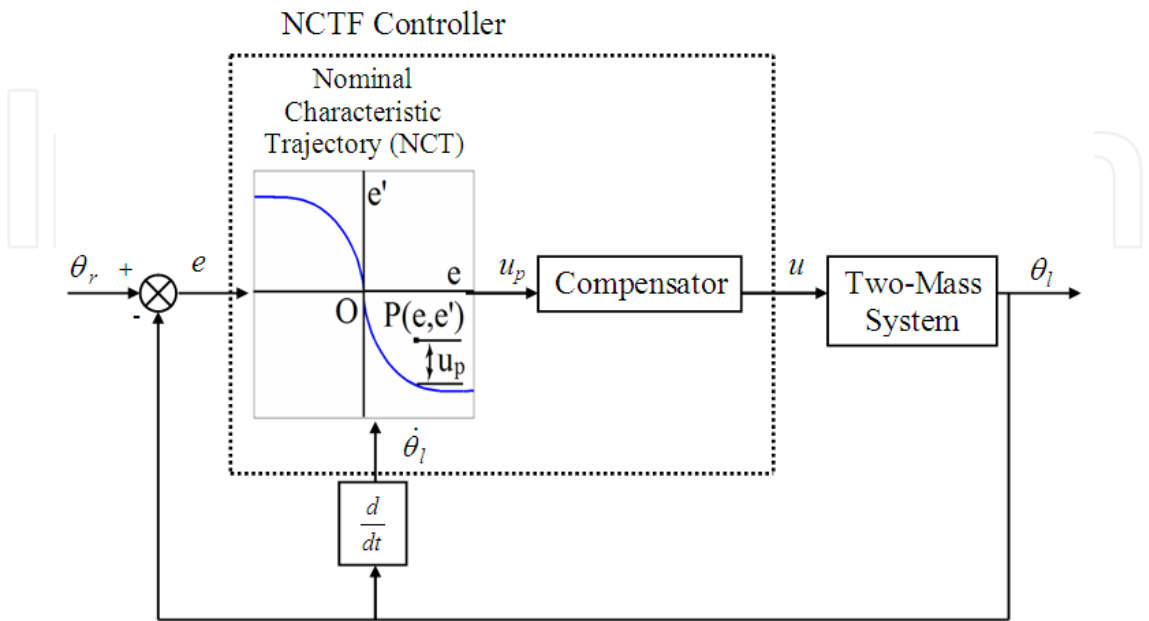 NCTF Controller
Nominal
Characteristic
Trajectory (NCT)
e'
θr
+
-
e
e
O
P(e,e')
up
up
Compensator
u
Two-Mass
System
θl
θ̇l
d
dt